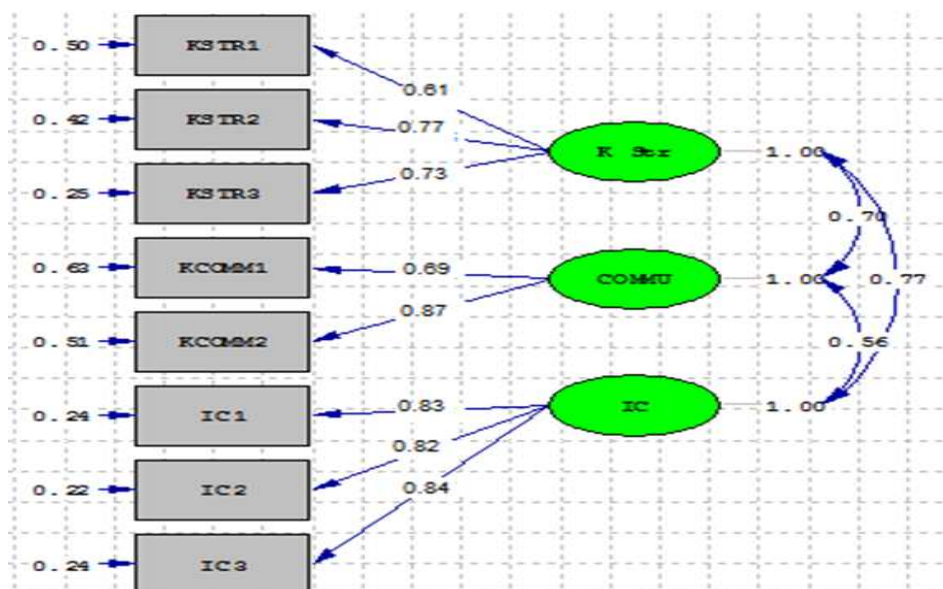 0.50 KSTR1
0.61
0.42 KSTR2
0.77
K Str 1.00
0.25 KSTR3
0.73
0.70
0.63 KCOMM1
0.69
COMMU 1.00 0.77
0.87
0.51 KCOMM2
0.56
0.24 IC1
0.83
IC 1.00
0.82
0.22 IC2
0.84
0.24 IC3